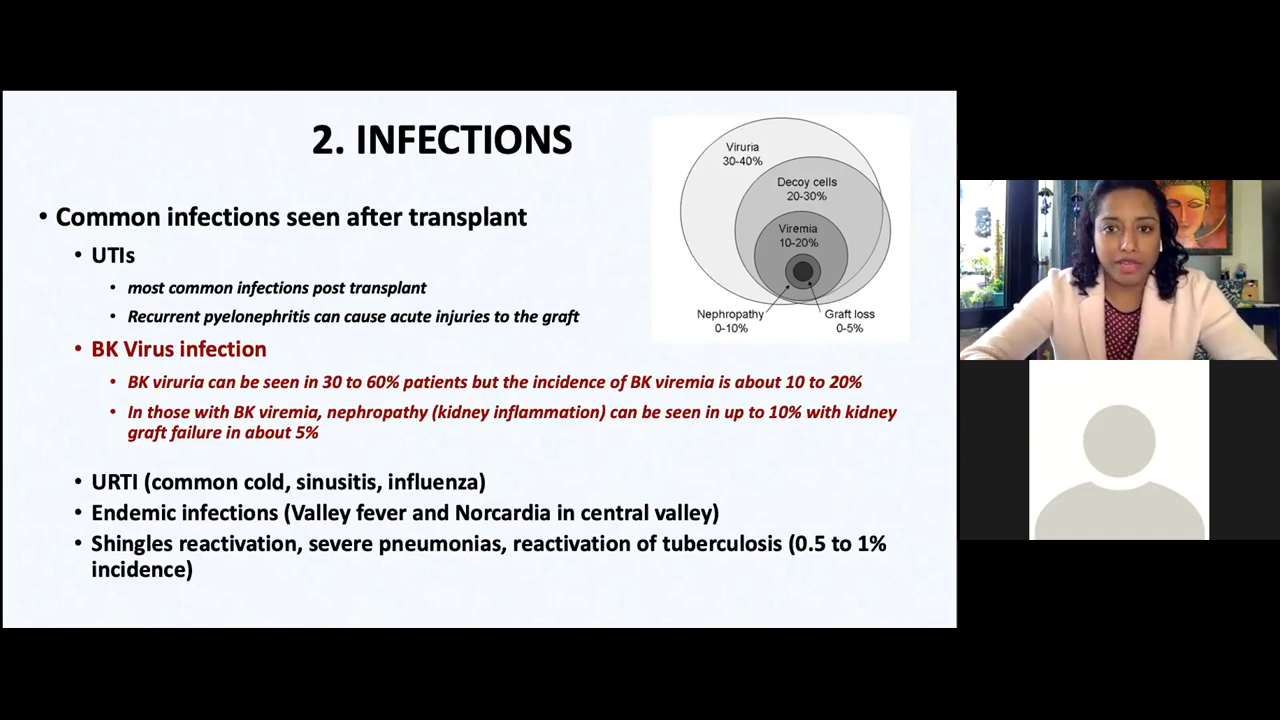 2. INFECTIONS
• Common infections seen after transplant
• UTIs
• most common infections post transplant
• Recurrent pyelonephritis can cause acute injuries to the graft
• BK Virus infection
• BK viruria can be seen in 30 to 60% patients but the incidence of BK viremia is about 10 to 20%
• In those with BK viremia, nephropathy (kidney inflammation) can be seen in up to 10% with kidney
graft failure in about 5%
• URTI (common cold, sinusitis, influenza)
• Endemic infections (Valley fever and Norcardia in central valley)
• Shingles reactivation, severe pneumonias, reactivation of tuberculosis (0.5 to 1%
incidence)
Viruria
30-40%
Decoy cells
20-30%
Viremia
10-20%
Nephropathy
0-10%
Graft loss
0-5%